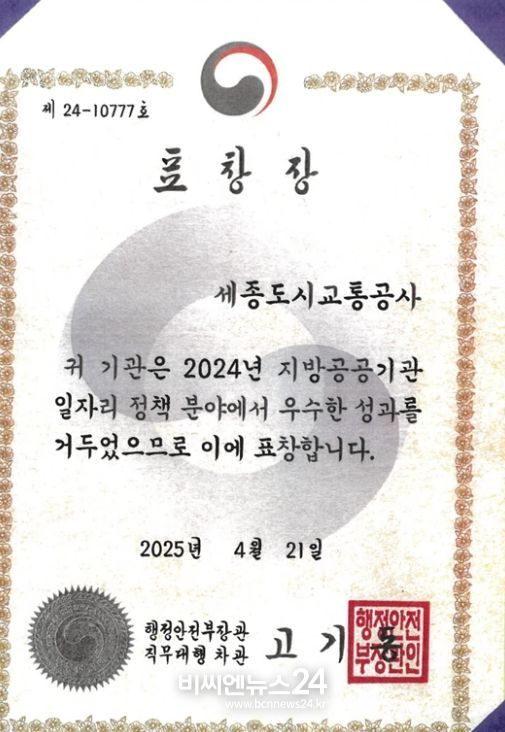 제 24-10777호
표 창 장
세종도시교통공사
귀 기관은 2024년 지방공공기관
일자리 정책 분야에서 우수한 성과를
거두었으므로 이에 표창합니다.
2025년 4월 21일
행정안전부장관
직무대행 차관 고 기 동
행정안전
부장관인
비씨엔뉴스24
www.bcnnews24.kr